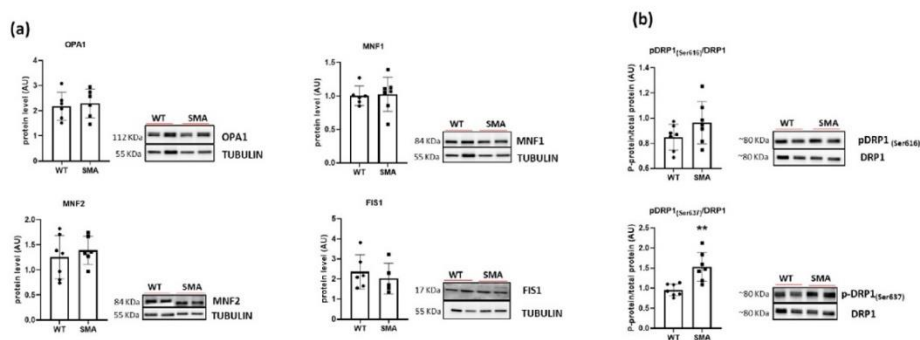 (a)
OPA1
protein level (AU)
4
3
2
1
0
WT
SMA
WT SMA
112 KDa
OPA1
55 KDa
TUBULIN
MNF1
protein level (AU)
1.5
1.0
0.5
0.0
WT
SMA
WT SMA
84 KDa
MNF1
55 KDa
TUBULIN
MNF2
protein level (AU)
2.0
1.5
1.0
0.5
0.0
WT
SMA
WT SMA
84 KDa
MNF2
55 KDa
TUBULIN
FIS1
protein level (AU)
5
4
3
2
1
0
WT
SMA
WT SMA
17 KDa
FIS1
55 KDa
TUBULIN
(b)
pDRP1(Ser616)/DRP1
P-protein/total protein (AU)
1.4
1.2
1.0
0.8
0.6
WT
SMA
WT SMA
~80 KDa
pDRP1(Ser616)
~80 KDa
DRP1
pDRP1(Ser637)/DRP1
P-protein/total protein (AU)
2.5
2.0
1.5
1.0
0.5
0.0
**
WT
SMA
WT SMA
~80 KDa
p-DRP1(Ser637)
~80 KDa
DRP1